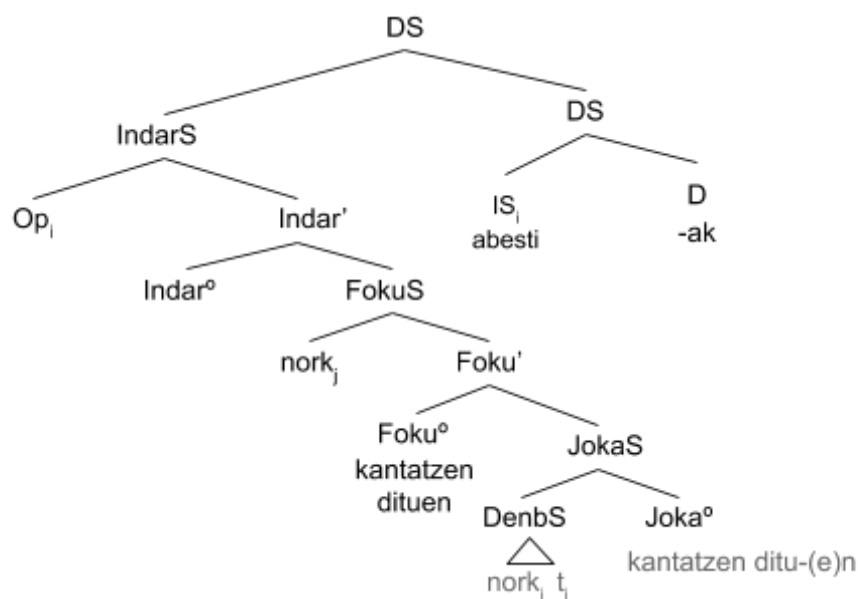 DS
IndarS
DS
Opᵢ
Indar’
ISᵢ
D
abesti
-ak
Indarº
FokuS
norkⱼ
Foku’
Fokuº
JokaS
kantatzen
dituen
DenbS
Jokaº
norkⱼ tᵢ
kantatzen ditu-(e)n